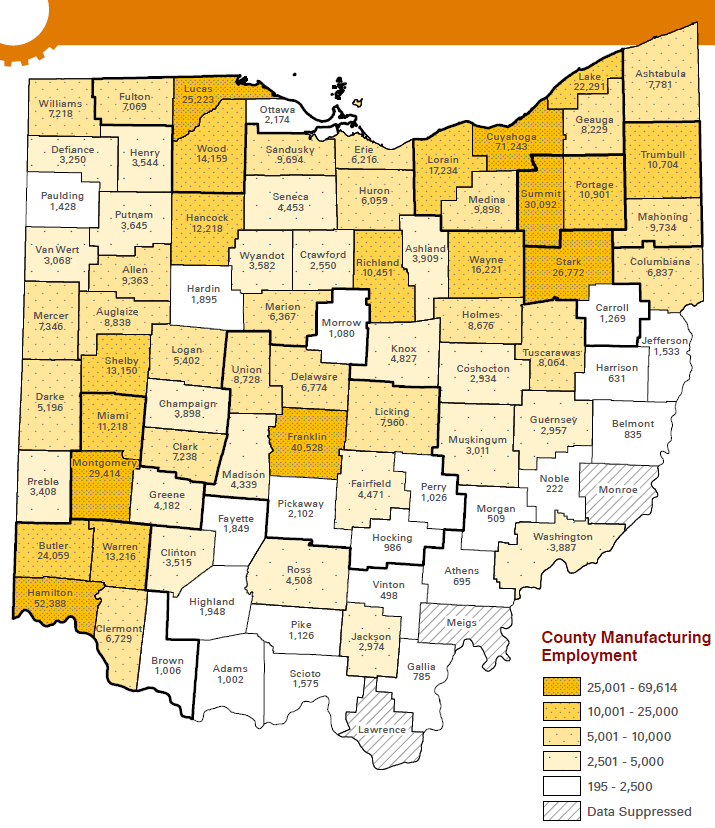 Williams
7,218
Fulton
7,069
Lucas
25,223
Ottawa
2,174
Lake
22,291
Ashtabula
7,781
Geauga
8,229
Cuyahoga
71,243
Defiance
3,250
Henry
3,544
Wood
14,159
Sandusky
9,694
Erie
6,216
Lorain
17,234
Trumbull
10,704
Paulding
1,428
Putnam
3,645
Hancock
12,218
Seneca
4,453
Huron
6,059
Medina
9,898
Summit
30,092
Portage
10,901
Mahoning
9,734
Van Wert
3,068
Allen
9,363
Wyandot
3,582
Crawford
2,550
Richland
10,451
Ashland
3,909
Wayne
16,221
Stark
26,772
Columbiana
6,837
Hardin
1,895
Mercer
7,346
Auglaize
8,838
Marion
6,367
Morrow
1,080
Holmes
8,676
Carroll
1,269
Jefferson
1,533
Shelby
13,150
Logan
5,402
Union
8,728
Delaware
6,774
Knox
4,827
Coshocton
2,934
Tuscarawas
8,064
Harrison
631
Darke
5,196
Miami
11,218
Champaign
3,898
Clark
7,238
Franklin
40,528
Licking
7,960
Muskingum
3,011
Guernsey
2,957
Belmont
835
Preble
3,408
Montgomery
29,414
Greene
4,182
Madison
4,339
Pickaway
2,102
Fairfield
4,471
Perry
1,026
Morgan
509
Noble
222
Monroe
Fayette
1,849
Hocking
986
Washington
3,887
Butler
24,059
Warren
13,216
Clinton
3,515
Ross
4,508
Vinton
498
Athens
695
Hamilton
52,388
Clermont
6,729
Highland
1,948
Pike
1,126
Jackson
2,974
Meigs
Brown
1,006
Adams
1,002
Scioto
1,575
Gallia
785
Lawrence
County Manufacturing
Employment
25,001 - 69,614
10,001 - 25,000
5,001 - 10,000
2,501 - 5,000
195 - 2,500
Data Suppressed